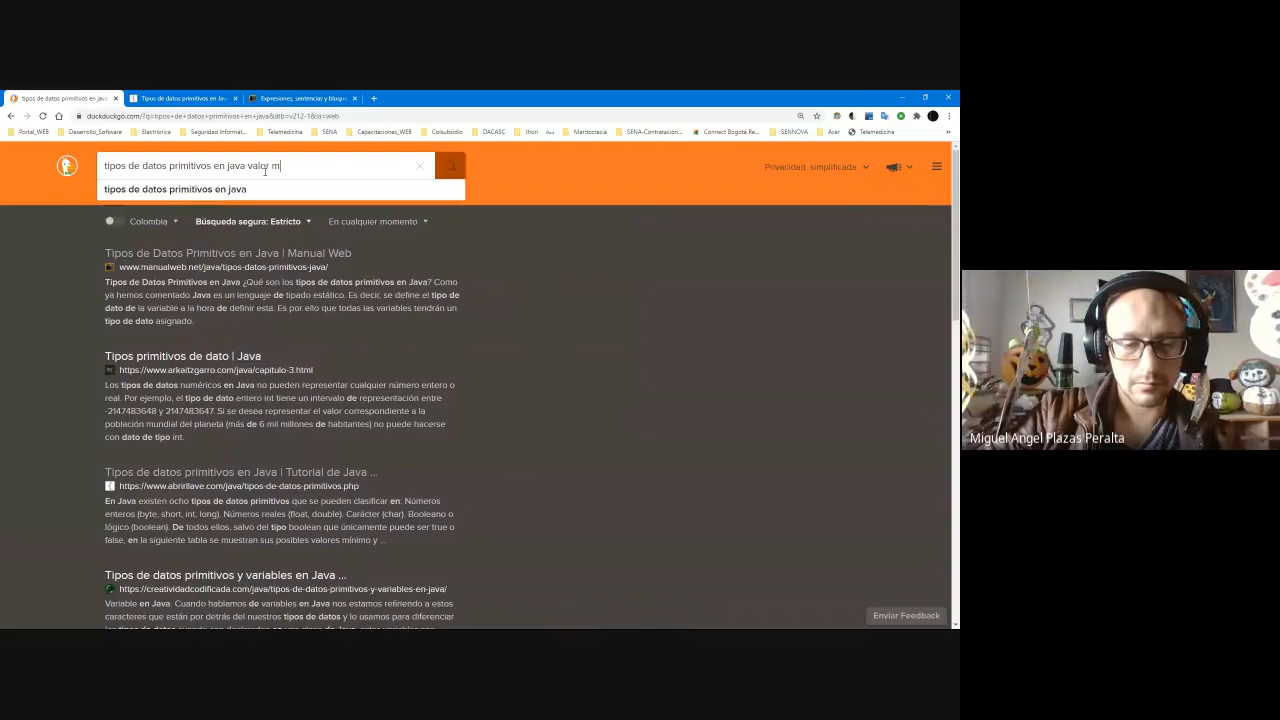 tipos de datos primitivos en java
Tipos de datos primitivos en Jav
Expresiones, sentencias y bloqu
duckduckgo.com/?q=tipos+de+datos+primitivos+en+java&atb=v212-1&ia=web
Portal_WEB
Desarrollo_Software
Electrónica
Seguridad Informát...
Telemedicina
SENA
Capacitaciones_WEB
Colsubsidio
DACASC
Jhon
Meritocracia
SENA-Contratación...
Connect Bogotá Re...
SENNOVA
Acer
Telemedicina
tipos de datos primitivos en java valor m
Privacidad, simplificada
tipos de datos primitivos en java
Colombia
Búsqueda segura: Estricto
En cualquier momento
Tipos de Datos Primitivos en Java | Manual Web
www.manualweb.net/java/tipos-datos-primitivos-java/
Tipos de Datos Primitivos en Java ¿Qué son los tipos de datos primitivos en Java? Como
ya hemos comentado Java es un lenguaje de tipado estático. Es decir, se define el tipo de
dato de la variable a la hora de definir esta. Es por ello que todas las variables tendrán un
tipo de dato asignado.
Tipos primitivos de dato | Java
https://www.arkaitzgarro.com/java/capitulo-3.html
Los tipos de datos numéricos en Java no pueden representar cualquier número entero o
real. Por ejemplo, el tipo de dato entero int tiene un intervalo de representación entre
-2147483648 y 2147483647. Si se desea representar el valor correspondiente a la
población mundial del planeta (más de 6 mil millones de habitantes) no puede hacerse
con dato de tipo int.
Tipos de datos primitivos en Java | Tutorial de Java ...
https://www.abrirllave.com/java/tipos-de-datos-primitivos.php
En Java existen ocho tipos de datos primitivos que se pueden clasificar en: Números
enteros (byte, short, int, long). Números reales (float, double). Carácter (char). Booleano o
lógico (boolean). De todos ellos, salvo del tipo boolean que únicamente puede ser true o
false, en la siguiente tabla se muestran sus posibles valores mínimo y ...
Tipos de datos primitivos y variables en Java ...
https://creatividadcodificada.com/java/tipos-de-datos-primitivos-y-variables-en-java/
Variable en Java. Cuando hablamos de variables en Java nos estamos refiriendo a estos
caracteres que están por detrás del nuestros tipos de datos y lo usamos para diferenciar
Enviar Feedback
Miguel Angel Plazas Peralta